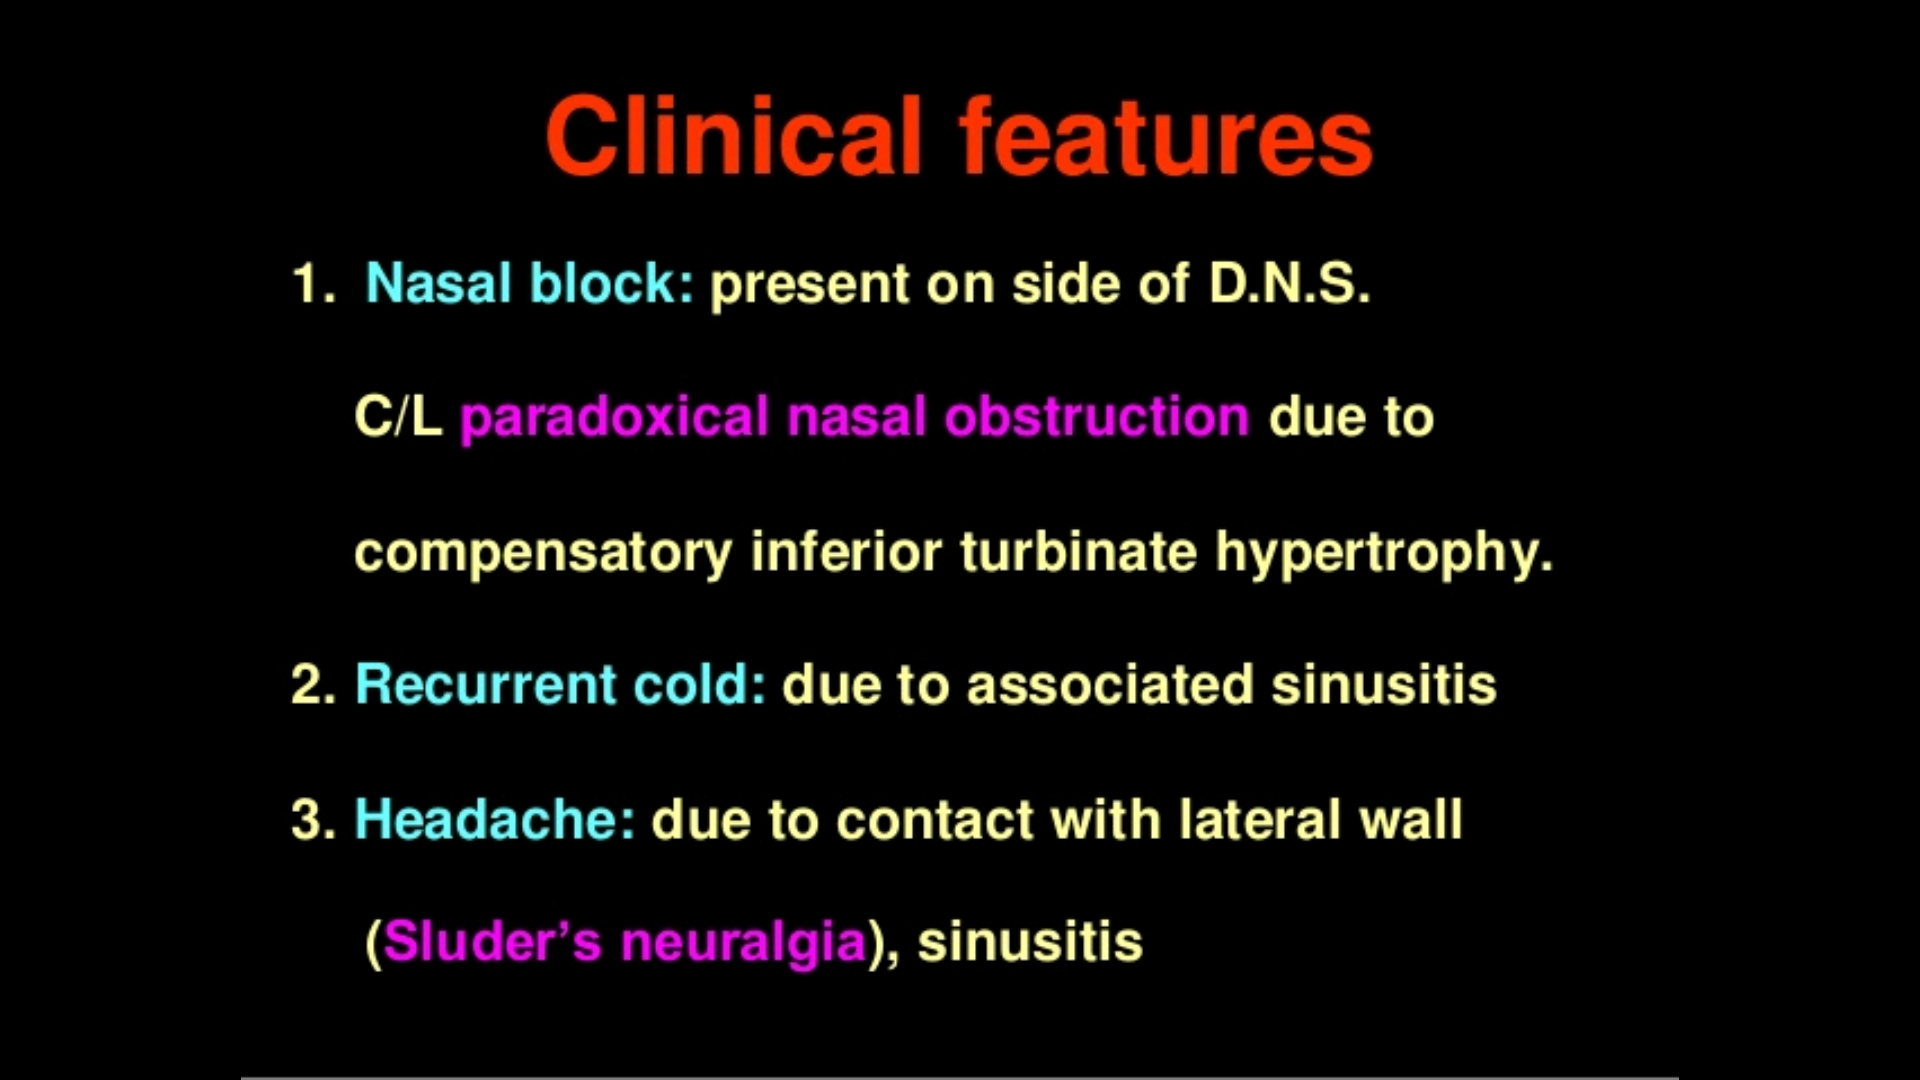 Clinical features
1. Nasal block: present on side of D.N.S.
C/L paradoxical nasal obstruction due to
compensatory inferior turbinate hypertrophy.
2. Recurrent cold: due to associated sinusitis
3. Headache: due to contact with lateral wall
(Sluder’s neuralgia), sinusitis